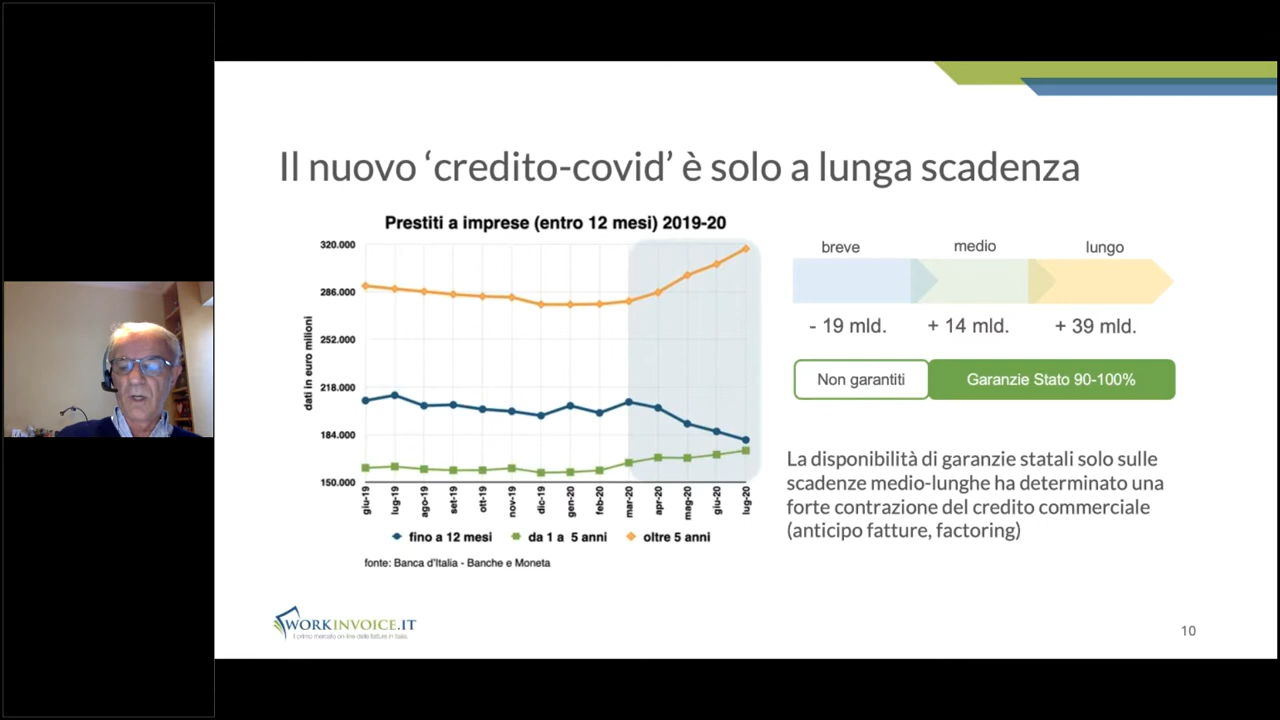 Il nuovo ‘credito-covid’ è solo a lunga scadenza
Prestiti a imprese (entro 12 mesi) 2019-20
dati in euro milioni
320.000
286.000
252.000
218.000
184.000
150.000
giu-19 lug-19 ago-19 set-19 ott-19 nov-19 dic-19 gen-20 feb-20 mar-20 apr-20 mag-20 giu-20 lug-20
fino a 12 mesi da 1 a 5 anni oltre 5 anni
fonte: Banca d'Italia - Banche e Moneta
breve medio lungo
- 19 mld. + 14 mld. + 39 mld.
Non garantiti Garanzie Stato 90-100%
La disponibilità di garanzie statali solo sulle
scadenze medio-lunghe ha determinato una
forte contrazione del credito commerciale
(anticipo fatture, factoring)
WORKINVOICE.IT
Il primo mercato on-line delle fatture in Italia.
10